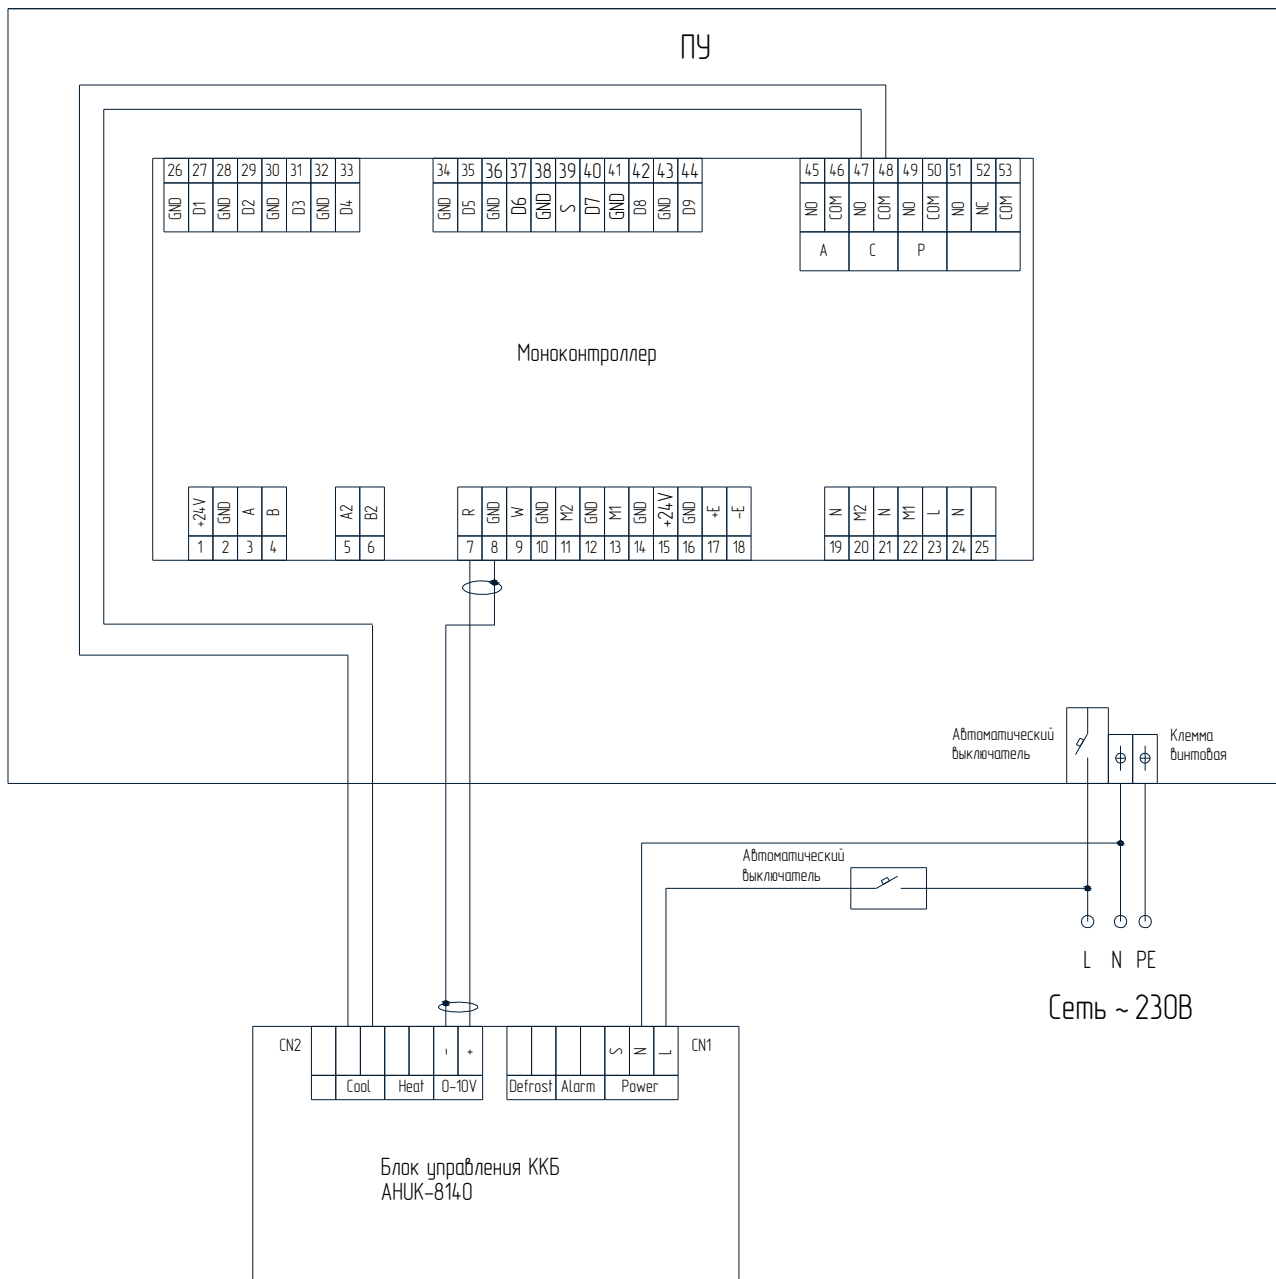 ПУ
26 27 28 29 30 31 32 33 34 35 36 37 38 39 40 41 42 43 44 45 46 47 48 49 50 51 52 53
GND D1 GND D2 GND D3 GND D4 GND D5 GND D6 GND S D7 GND D8 GND D9 NO COM NO COM NO COM NO NC COM
A C P
Моноконтроллер
+24V GND A B A2 B2 R GND W GND M2 GND M1 GND +24V GND +E -E N M2 N M1 L N
1 2 3 4 5 6 7 8 9 10 11 12 13 14 15 16 17 18 19 20 21 22 23 24 25
Автоматический
выключатель
Клемма
винтовая
Автоматический
выключатель
L N PE
Сеть ~ 230В
CN2 - + S N L CN1
Cool Heat 0-10V Defrost Alarm Power
Блок управления ККБ
AHUK-8140